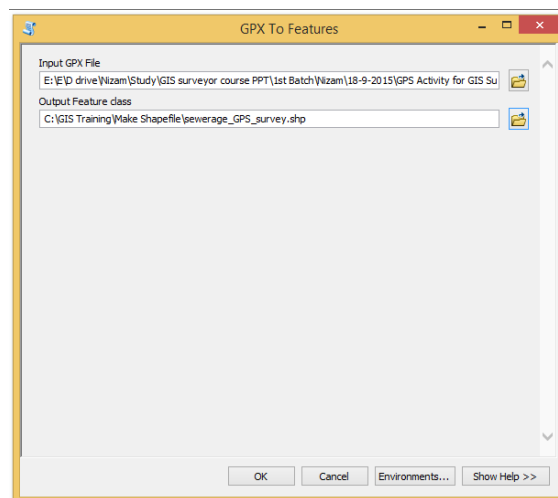 GPX To Features
Input GPX File
E:\E\D drive\Nizam\Study\GIS surveyor course PPT\1st Batch\Nizam\18-9-2015\GPS Activity for GIS Su
Output Feature class
C:\GIS Training\Make Shapefile\sewerage_GPS_survey.shp
OK Cancel Environments... Show Help >>